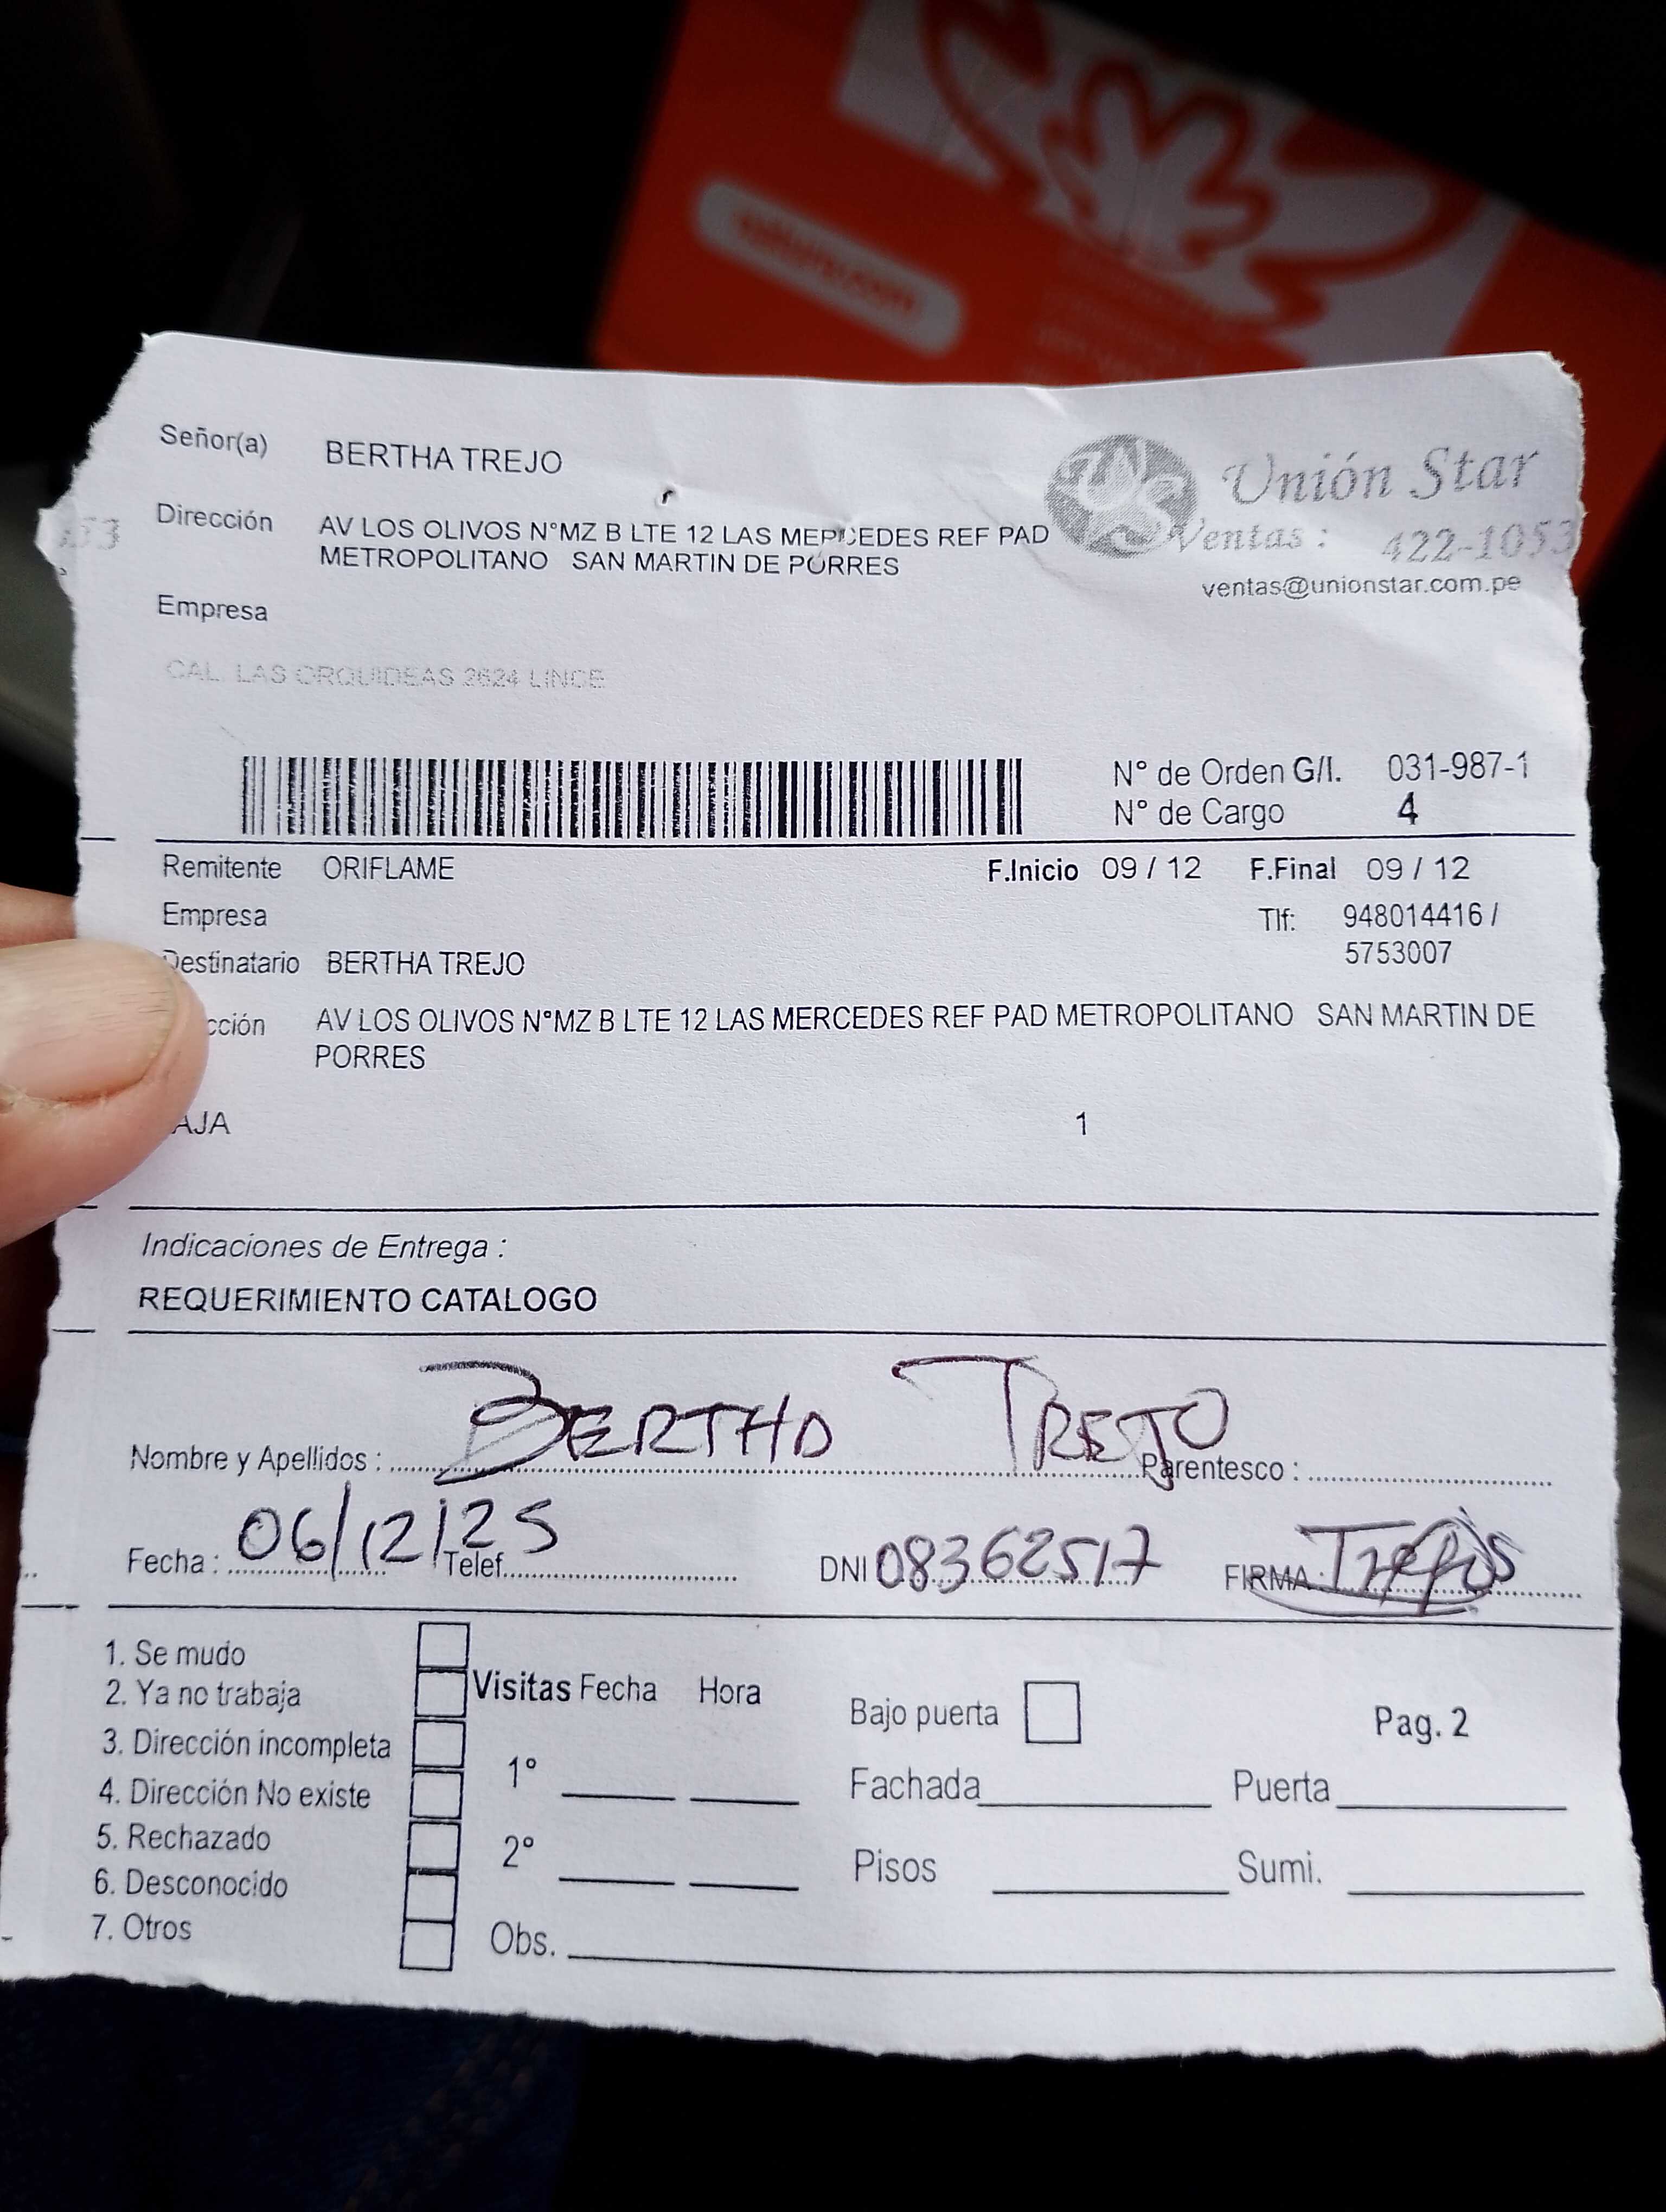 Señor(a) BERTHA TREJO
Unión Star
Dirección AV LOS OLIVOS N°MZ B LTE 12 LAS MERCEDES REF PAD
METROPOLITANO SAN MARTIN DE PORRES
53
Ventas : 422-1053
ventas@unionstar.com.pe
Empresa
CAL. LAS ORQUIDEAS 2624 LINCE
N° de Orden G/I. 031-987-1
N° de Cargo 4
Remitente ORIFLAME F.Inicio 09 / 12 F.Final 09 / 12
Empresa Tlf: 948014416 /
5753007
Destinatario BERTHA TREJO
cción AV LOS OLIVOS N°MZ B LTE 12 LAS MERCEDES REF PAD METROPOLITANO SAN MARTIN DE
PORRES
AJA 1
Indicaciones de Entrega :
REQUERIMIENTO CATALOGO
Nombre y Apellidos : BERTHA TREJO Parentesco :
Fecha : 06/12/25 Telef. DNI 08362517 FIRMA :
1. Se mudo
2. Ya no trabaja
3. Dirección incompleta
4. Dirección No existe
5. Rechazado
6. Desconocido
7. Otros
Visitas Fecha Hora
1°
2°
Obs.
Bajo puerta
Pag. 2
Fachada Puerta
Pisos Sumi.